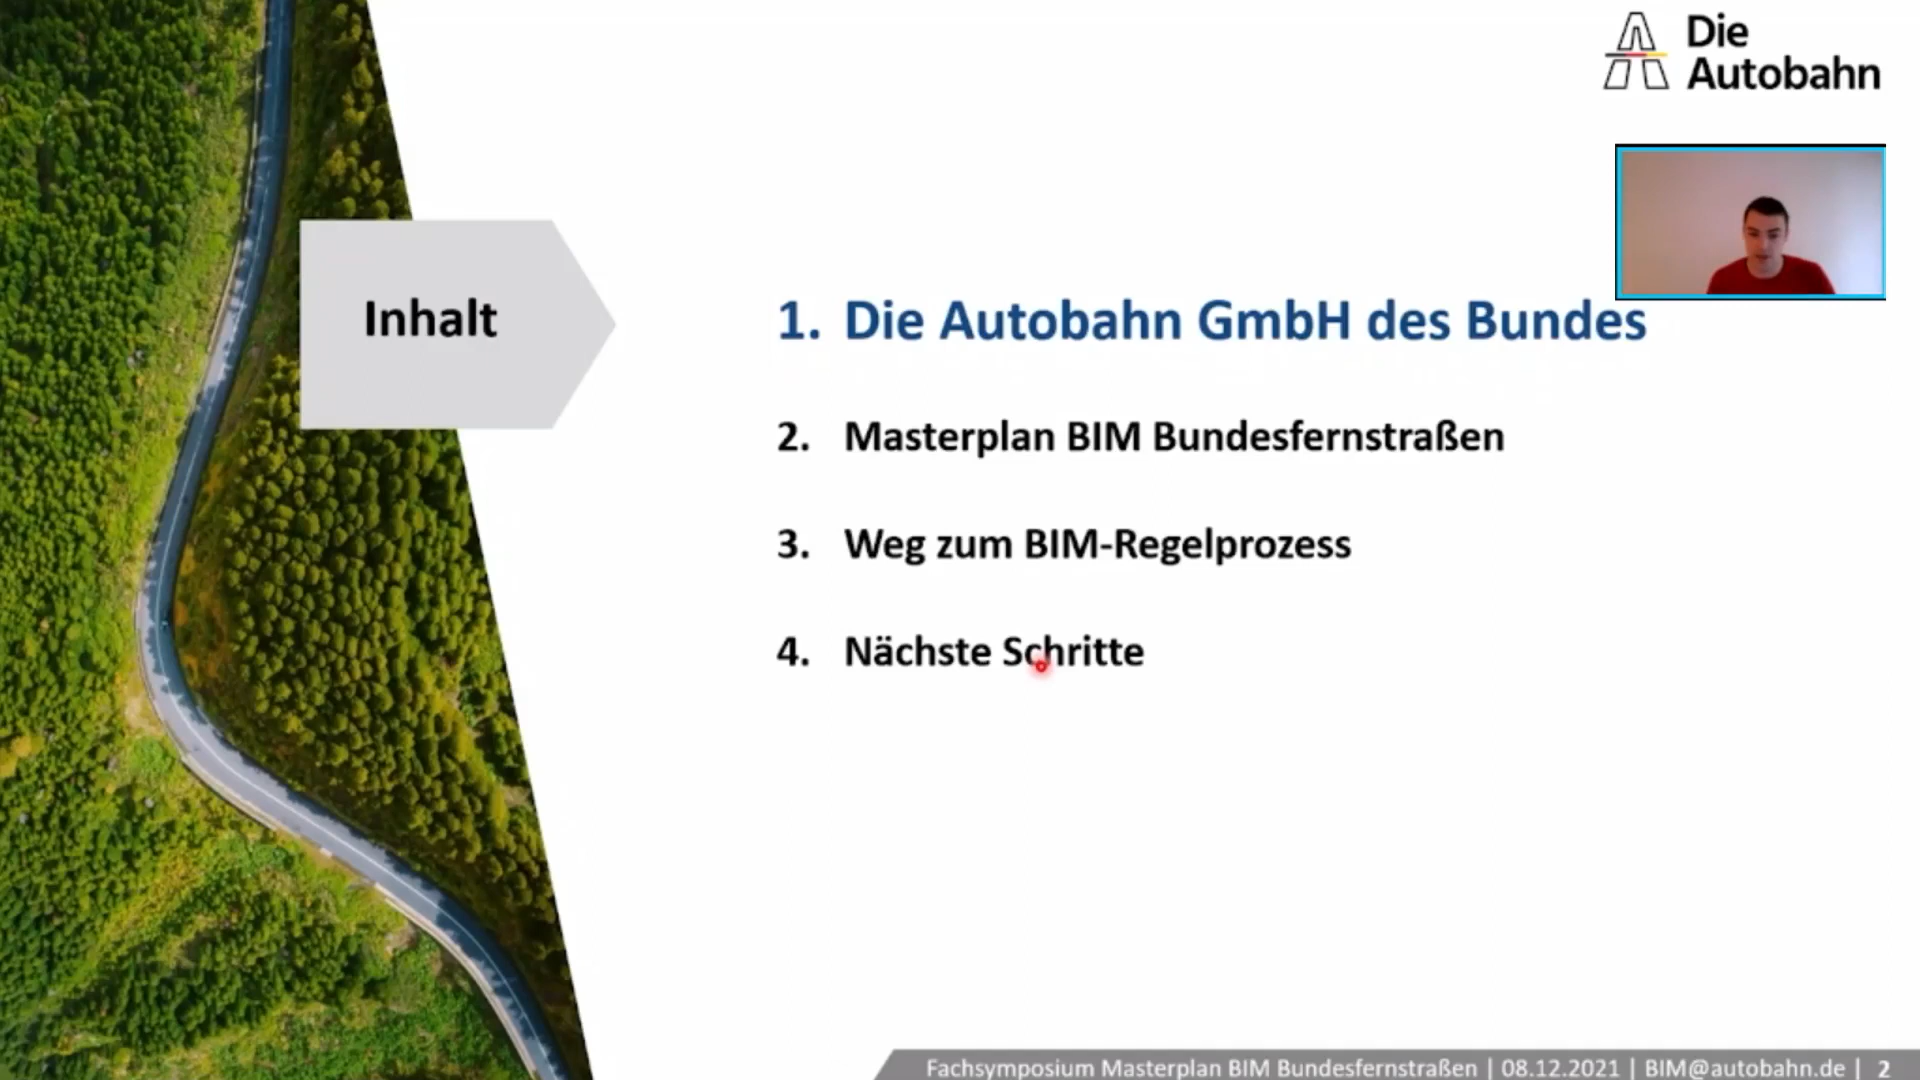 Die
Autobahn
Inhalt
1. Die Autobahn GmbH des Bundes
2. Masterplan BIM Bundesfernstraßen
3. Weg zum BIM-Regelprozess
4. Nächste Schritte
Fachsymposium Masterplan BIM Bundesfernstraßen | 08.12.2021 | BIM@autobahn.de | 2